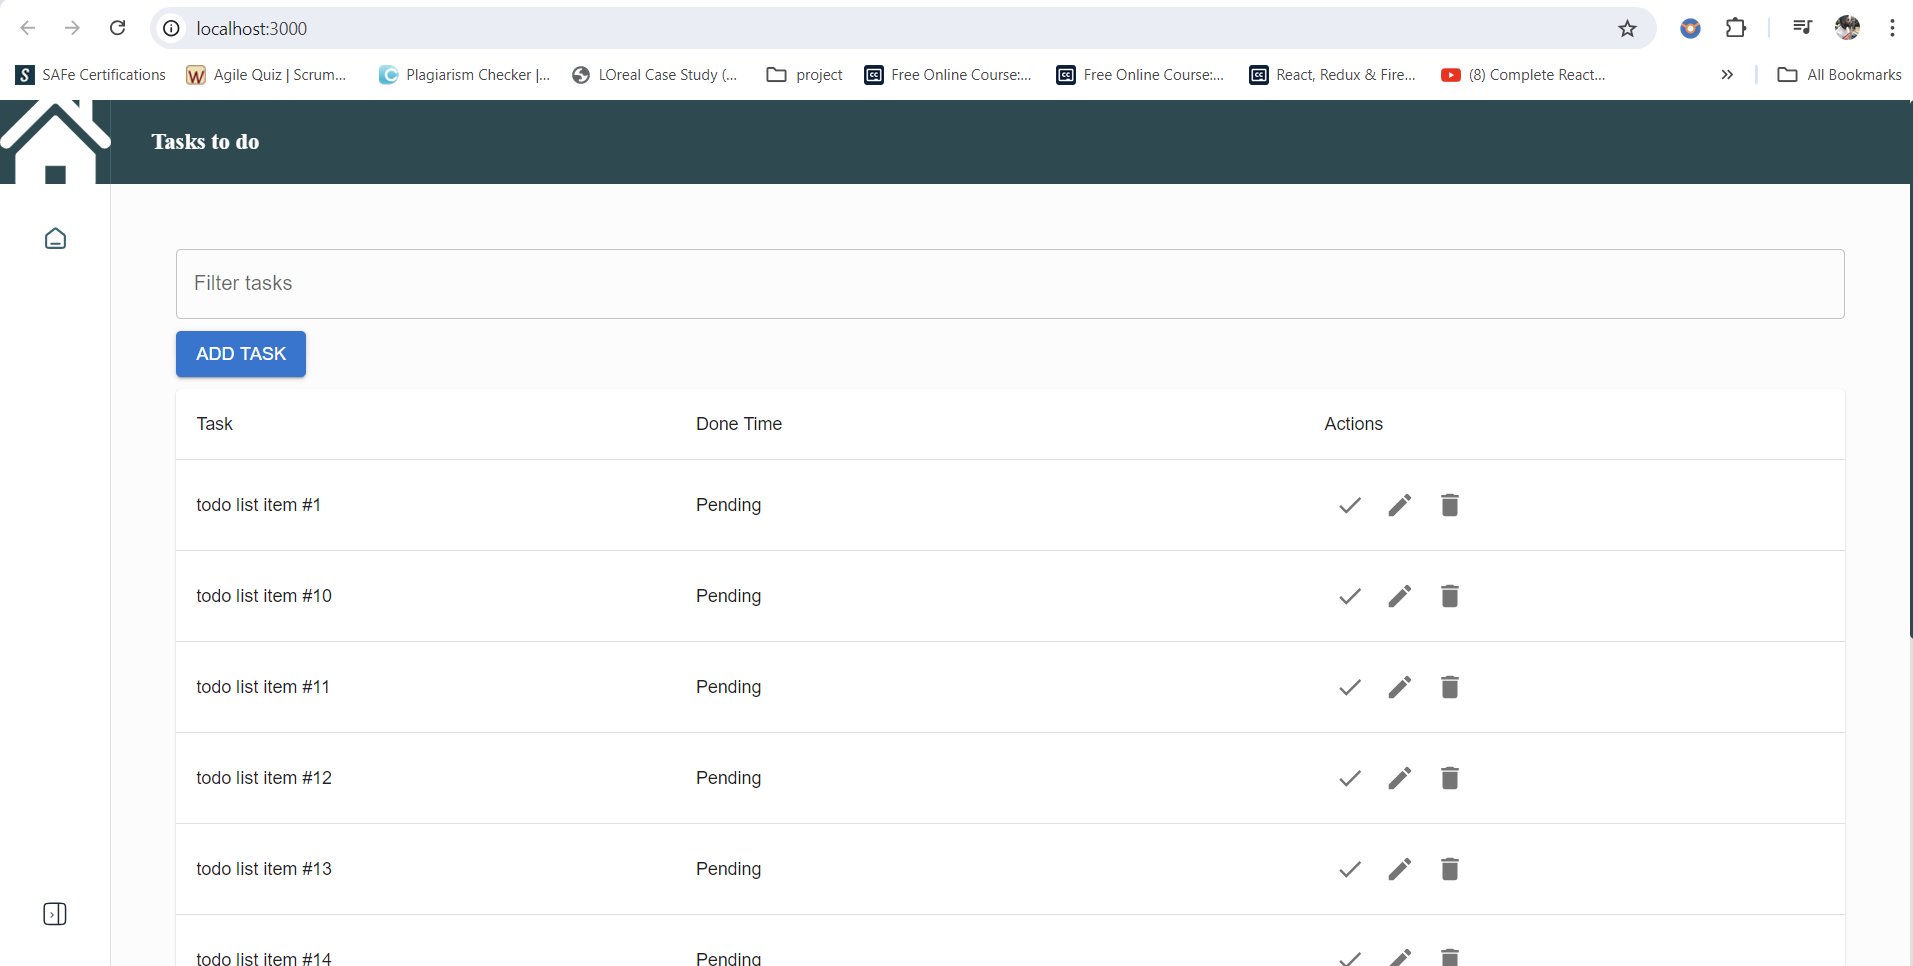 localhost:3000
SAFe Certifications
Agile Quiz | Scrum...
Plagiarism Checker |...
LOreal Case Study (...
project
Free Online Course:...
Free Online Course:...
React, Redux & Fire...
(8) Complete React...
All Bookmarks
Tasks to do
Filter tasks
ADD TASK
Task Done Time Actions
todo list item #1 Pending
todo list item #10 Pending
todo list item #11 Pending
todo list item #12 Pending
todo list item #13 Pending
todo list item #14 Pending